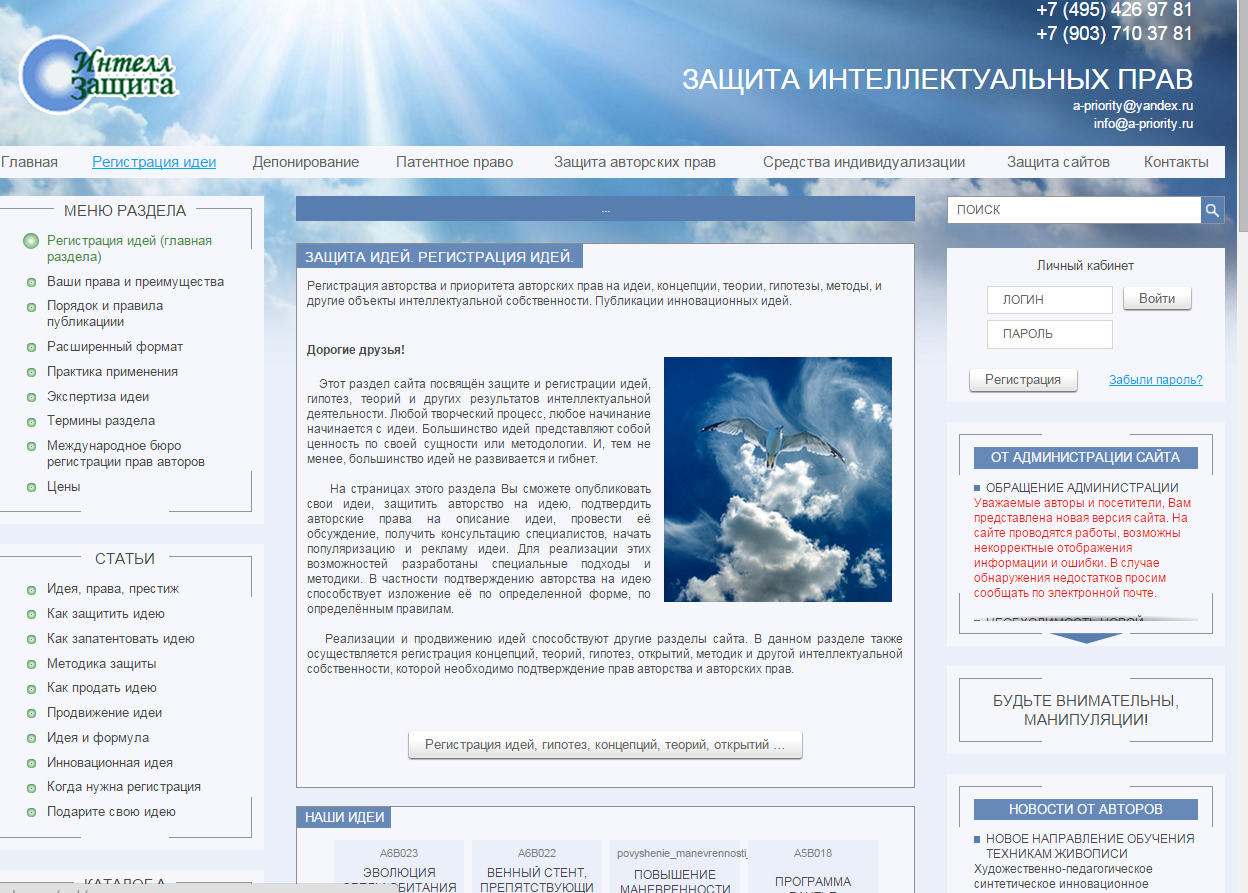 +7 (495) 426 97 81
+7 (903) 710 37 81
Интелл
Защита
ЗАЩИТА ИНТЕЛЛЕКТУАЛЬНЫХ ПРАВ
a-priority@yandex.ru
info@a-priority.ru
Главная Регистрация идеи Депонирование Патентное право Защита авторских прав Средства индивидуализации Защита сайтов Контакты
МЕНЮ РАЗДЕЛА
Регистрация идей (главная
раздела)
Ваши права и преимущества
Порядок и правила
публикациии
Расширенный формат
Практика применения
Экспертиза идеи
Термины раздела
Международное бюро
регистрации прав авторов
Цены
СТАТЬИ
Идея, права, престиж
Как защитить идею
Как запатентовать идею
Методика защиты
Как продать идею
Продвижение идеи
Идея и формула
Инновационная идея
Когда нужна регистрация
Подарите свою идею
...
ЗАЩИТА ИДЕЙ. РЕГИСТРАЦИЯ ИДЕЙ.
Регистрация авторства и приоритета авторских прав на идеи, концепции, теории, гипотезы, методы, и
другие объекты интеллектуальной собственности. Публикации инновационных идей.
Дорогие друзья!
Этот раздел сайта посвящён защите и регистрации идей,
гипотез, теорий и других результатов интеллектуальной
деятельности. Любой творческий процесс, любое начинание
начинается с идеи. Большинство идей представляют собой
ценность по своей сущности или методологии. И, тем не
менее, большинство идей не развивается и гибнет.
На страницах этого раздела Вы сможете опубликовать
свои идеи, защитить авторство на идею, подтвердить
авторские права на описание идеи, провести её
обсуждение, получить консультацию специалистов, начать
популяризацию и рекламу идеи. Для реализации этих
возможностей разработаны специальные подходы и
методики. В частности подтверждению авторства на идею
способствует изложение её по определенной форме, по
определённым правилам.
Реализации и продвижению идей способствуют другие разделы сайта. В данном разделе также
осуществляется регистрация концепций, теорий, гипотез, открытий, методик и другой интеллектуальной
собственности, которой необходимо подтверждение прав авторства и авторских прав.
Регистрация идей, гипотез, концепций, теорий, открытий ...
НАШИ ИДЕИ
A6B023
ЭВОЛЮЦИЯ
A6B022
ВЕННЫЙ СТЕНТ,
ПРЕПЯТСТВУЮЩИ
povyshenie_manevrennosti_
ПОВЫШЕНИЕ
МАНЕВРЕННОСТИ
A5B018
ПРОГРАММА
ПОИСК
Личный кабинет
ЛОГИН Войти
ПАРОЛЬ
Регистрация Забыли пароль?
ОТ АДМИНИСТРАЦИИ САЙТА
ОБРАЩЕНИЕ АДМИНИСТРАЦИИ
Уважаемые авторы и посетители, Вам
представлена новая версия сайта. На
сайте проводятся работы, возможны
некорректные отображения
информации и ошибки. В случае
обнаружения недостатков просим
сообщать по электронной почте.
БУДЬТЕ ВНИМАТЕЛЬНЫ,
МАНИПУЛЯЦИИ!
НОВОСТИ ОТ АВТОРОВ
НОВОЕ НАПРАВЛЕНИЕ ОБУЧЕНИЯ
ТЕХНИКАМ ЖИВОПИСИ
Художественно-педагогическое
синтетическое инновационное